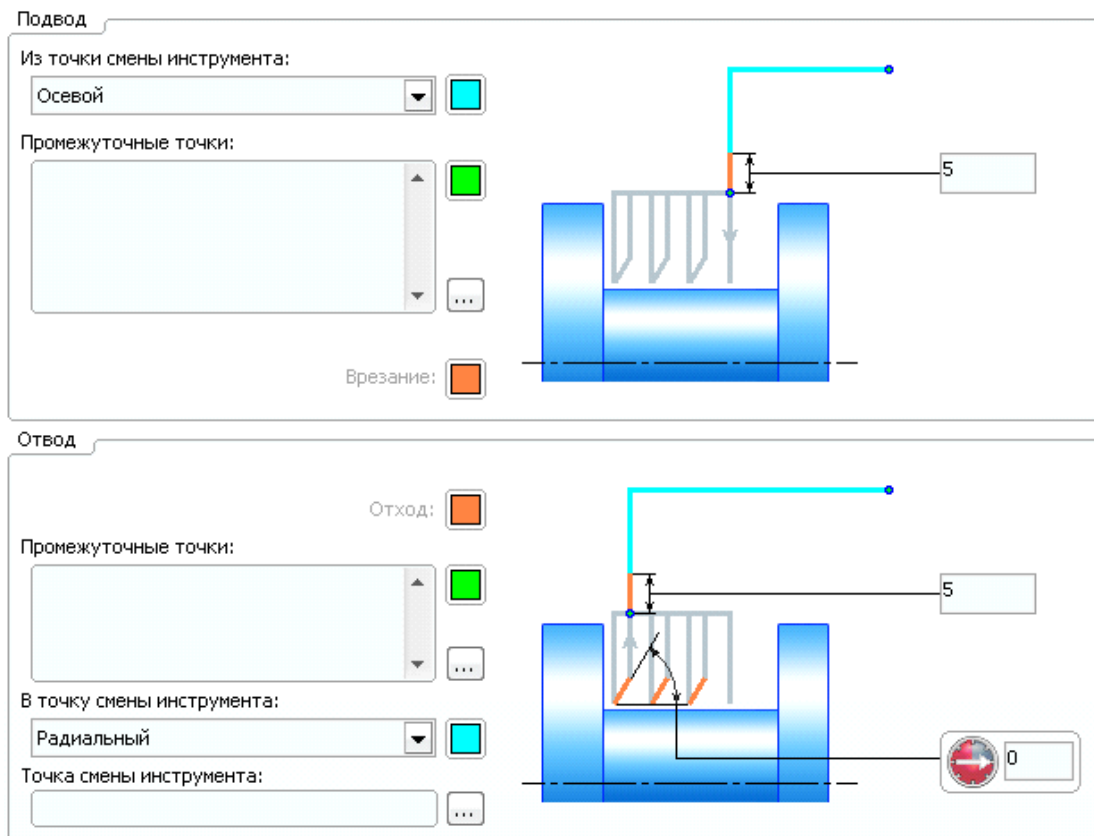 Подвод
Из точки смены инструмента:
Осевой
Промежуточные точки:
5
...
Врезание:
Отвод
Отход:
Промежуточные точки:
5
...
В точку смены инструмента:
Радиальный
0
Точка смены инструмента:
...